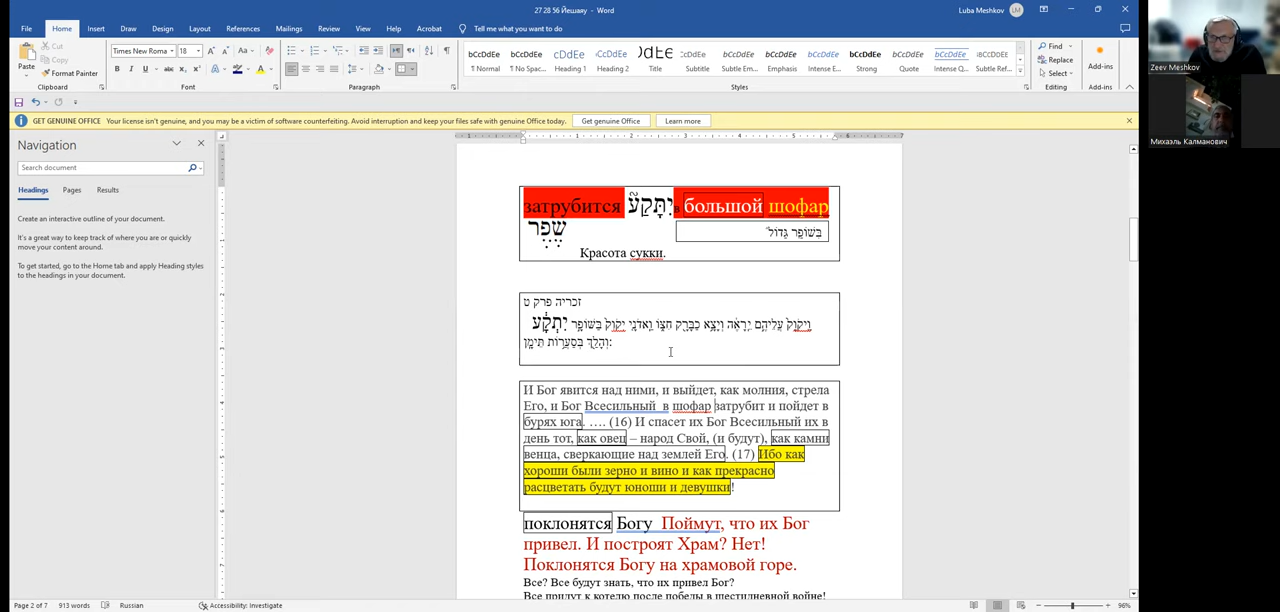 27 28 56 Йешаяу - Word
Luba Meshkov LM
File Home Insert Draw Design Layout References Mailings Review View Help Acrobat Tell me what you want to do
Cut
Copy
Paste Format Painter
Times New Roma 18
AaBbCcDd
¶ Normal ¶ No Spac... Heading 1 Heading 2 Title Subtitle Subtle Em... Emphasis Intense E... Strong Quote Intense Q... Subtle Ref...
Find
Replace
Select
Add-ins
Clipboard Font Paragraph Styles Editing Add-ins
GET GENUINE OFFICE Your license isn't genuine, and you may be a victim of software counterfeiting. Avoid interruption and keep your files safe with genuine Office today. Get genuine Office Learn more
Navigation
Search document
Headings Pages Results
Create an interactive outline of your document.
It's a great way to keep track of where you are or quickly
move your content around.
To get started, go to the Home tab and apply Heading styles
to the headings in your document.
затрубится יִתָּקַע֮ в большой шофар
שֶׁפֶר בְּשׁוֹפָ֣ר גָּדוֹל֒
Красота сукки.
זכריה פרק ט
וַֽיקֹוָק֙ עֲלֵיהֶ֣ם יֵֽרָאֶ֔ה וְיָצָ֥א כַבָּרָ֖ק חִצּ֑וֹ וַֽאדֹנָ֤י יְקֹוִק֙ בַּשּׁוֹפָ֣ר יִתְקָ֔ע
וְהָלַ֖ךְ בְּסַעֲר֥וֹת תֵּימָֽן:
И Бог явится над ними, и выйдет, как молния, стрела
Его, и Бог Всесильный в шофар затрубит и пойдет в
бурях юга. …. (16) И спасет их Бог Всесильный их в
день тот, как овец – народ Свой, (и будут), как камни
венца, сверкающие над землей Его. (17) Ибо как
хороши были зерно и вино и как прекрасно
расцветать будут юноши и девушки!
поклонятся Богу Поймут, что их Бог
привел. И построят Храм? Нет!
Поклонятся Богу на храмовой горе.
Все? Все будут знать, что их привел Бог?
Все придут к котелю после победы в шестидневной войне!
Page 2 of 7 913 words Russian Accessibility: Investigate 96%
Zeev Meshkov
Михаэль Калманович